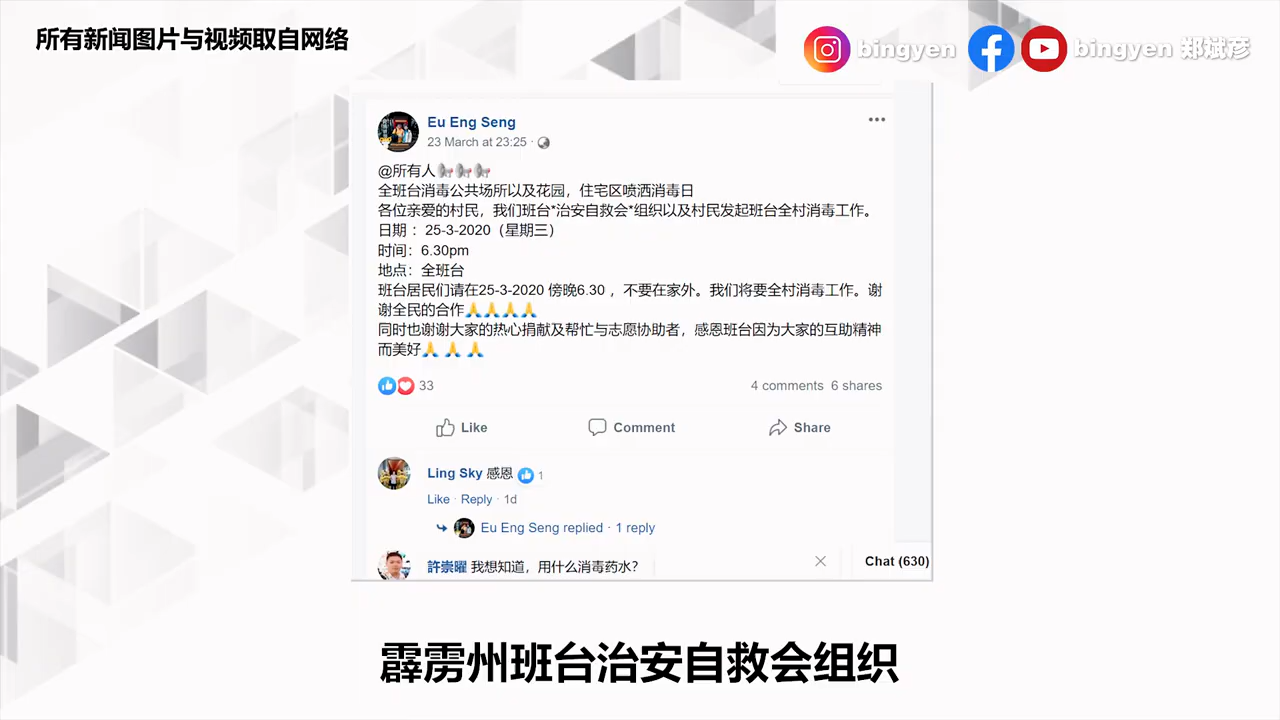 所有新闻图片与视频取自网络
bingyen
bingyen 郑斌彦
Eu Eng Seng
23 March at 23:25 ·
@所有人
全班台消毒公共场所以及花园，住宅区喷洒消毒日
各位亲爱的村民，我们班台*治安自救会*组织以及村民发起班台全村消毒工作。
日期 ：25-3-2020（星期三）
时间：6.30pm
地点：全班台
班台居民们请在25-3-2020 傍晚6.30 ，不要在家外。我们将要全村消毒工作。谢
谢全民的合作🙏🙏🙏🙏
同时也谢谢大家的热心捐献及帮忙与志愿协助者，感恩班台因为大家的互助精神
而美好🙏 🙏 🙏
33
4 comments 6 shares
Like
Comment
Share
Ling Sky 感恩 1
Like · Reply · 1d
Eu Eng Seng replied · 1 reply
許崇曜 我想知道，用什么消毒药水？
Chat (630)
霹雳州班台治安自救会组织